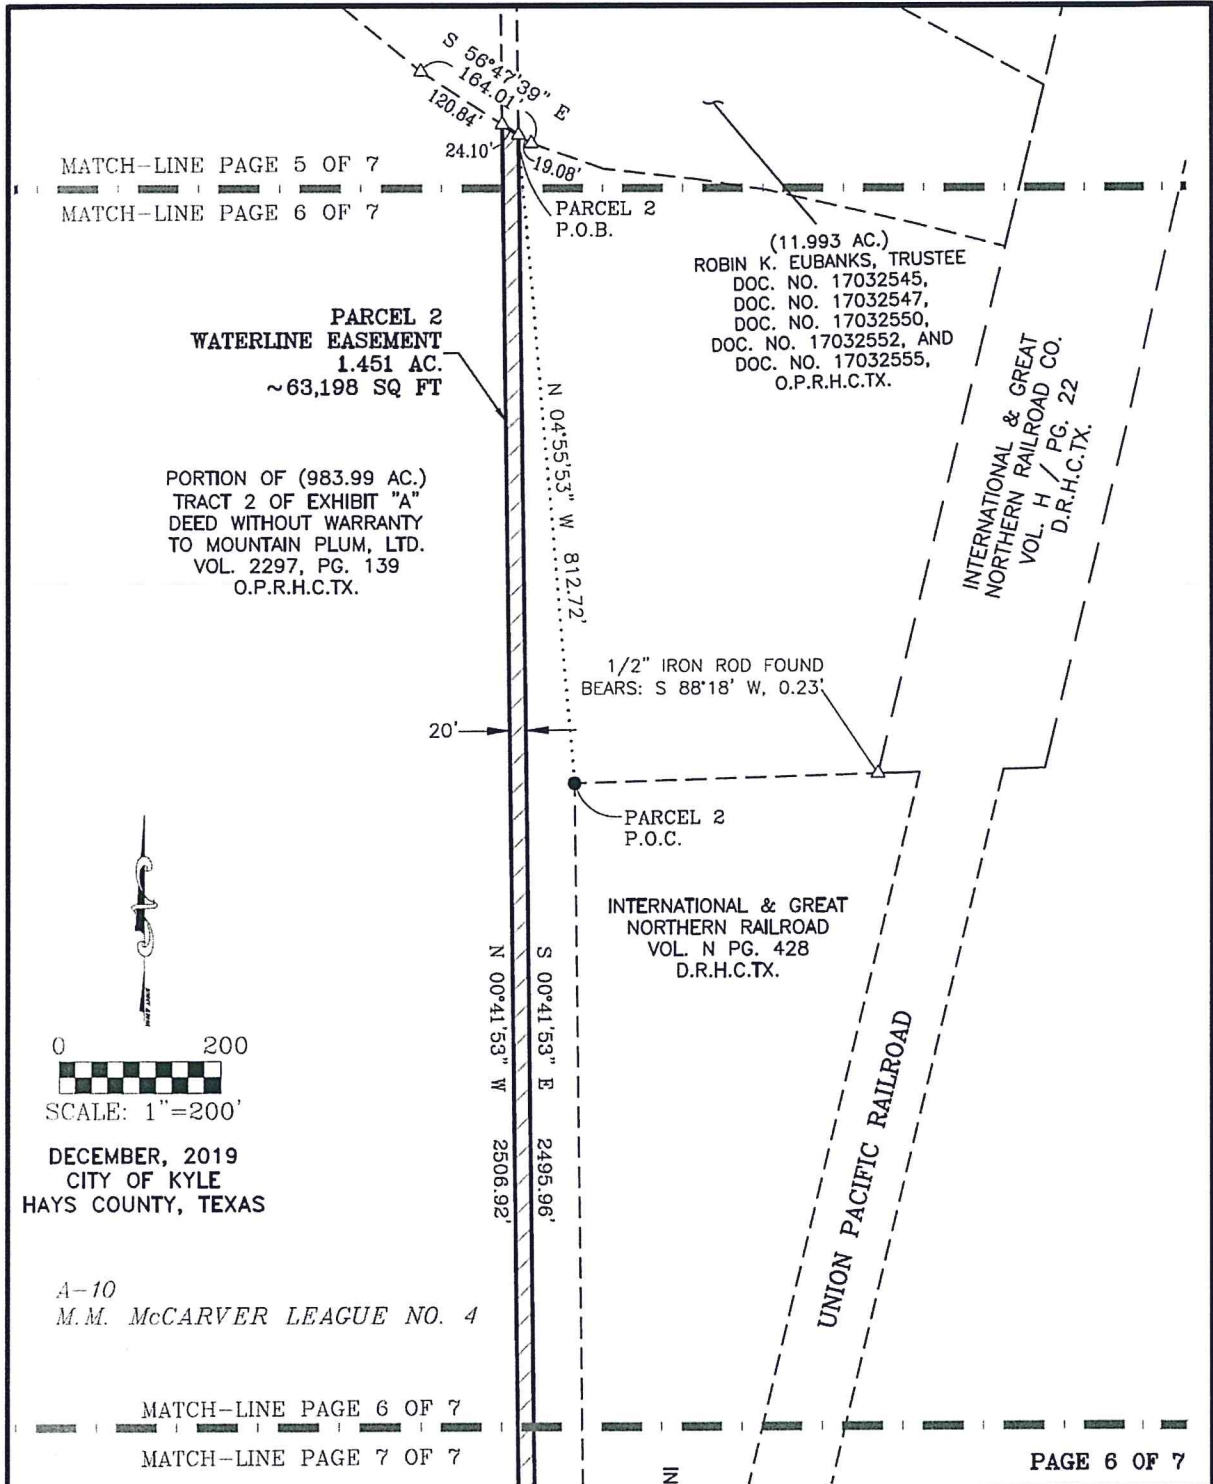 S 56°47'39" E
164.01'
120.84'
24.10'
19.08'
MATCH-LINE PAGE 5 OF 7
MATCH-LINE PAGE 6 OF 7
PARCEL 2
P.O.B.
(11.993 AC.)
ROBIN K. EUBANKS, TRUSTEE
DOC. NO. 17032545,
DOC. NO. 17032547,
DOC. NO. 17032550,
DOC. NO. 17032552, AND
DOC. NO. 17032555,
O.P.R.H.C.TX.
PARCEL 2
WATERLINE EASEMENT
1.451 AC.
~63,198 SQ FT
INTERNATIONAL & GREAT
NORTHERN RAILROAD CO.
VOL. H / PG. 22
D.R.H.C.TX.
N 04°55'53" W 812.72'
PORTION OF (983.99 AC.)
TRACT 2 OF EXHIBIT "A"
DEED WITHOUT WARRANTY
TO MOUNTAIN PLUM, LTD.
VOL. 2297, PG. 139
O.P.R.H.C.TX.
1/2" IRON ROD FOUND
BEARS: S 88°18' W, 0.23'
20'
PARCEL 2
P.O.C.
INTERNATIONAL & GREAT
NORTHERN RAILROAD
VOL. N PG. 428
D.R.H.C.TX.
N 00°41'53" W 2506.92'
S 00°41'53" E 2495.96'
UNION PACIFIC RAILROAD
0 200
SCALE: 1"=200'
DECEMBER, 2019
CITY OF KYLE
HAYS COUNTY, TEXAS
A-10
M.M. McCARVER LEAGUE NO. 4
MATCH-LINE PAGE 6 OF 7
MATCH-LINE PAGE 7 OF 7
IN
PAGE 6 OF 7